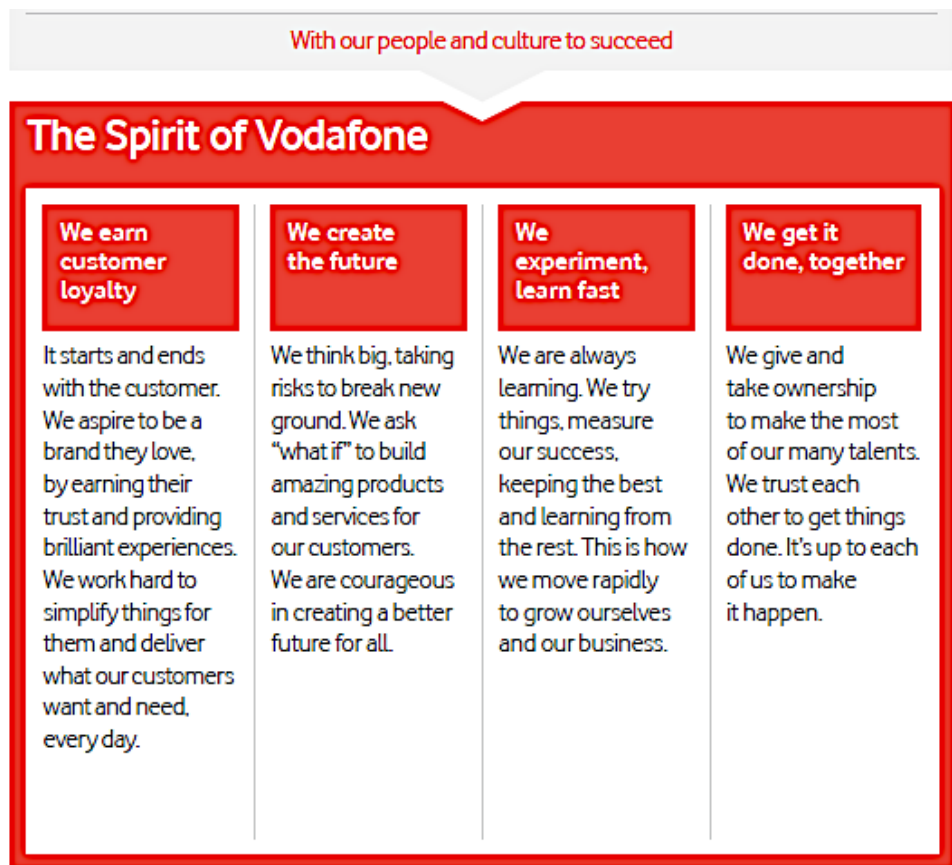 With our people and culture to succeed
The Spirit of Vodafone
We earn
customer
loyalty
It starts and ends
with the customer.
We aspire to be a
brand they love,
by earning their
trust and providing
brilliant experiences.
We work hard to
simplify things for
them and deliver
what our customers
want and need,
every day.
We create
the future
We think big, taking
risks to break new
ground. We ask
“what if” to build
amazing products
and services for
our customers.
We are courageous
in creating a better
future for all.
We
experiment,
learn fast
We are always
learning. We try
things, measure
our success,
keeping the best
and learning from
the rest. This is how
we move rapidly
to grow ourselves
and our business.
We get it
done, together
We give and
take ownership
to make the most
of our many talents.
We trust each
other to get things
done. It’s up to each
of us to make
it happen.